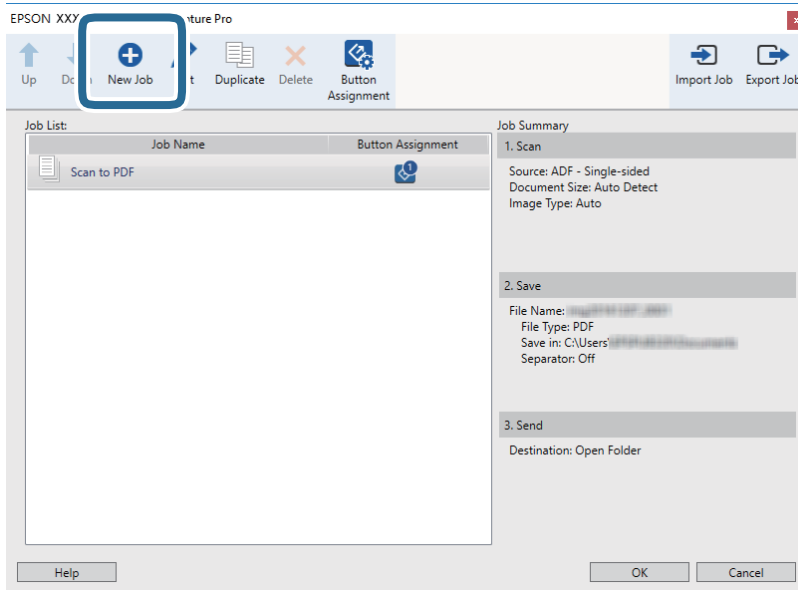 EPSON XXX ture Pro
Up
New Job
Duplicate
Delete
Button
Assignment
Import Job
Export Job
Job List:
Job Name
Button Assignment
Scan to PDF
1
Job Summary
1. Scan
Source: ADF - Single-sided
Document Size: Auto Detect
Image Type: Auto
2. Save
File Name:
File Type: PDF
Save in: C:\Users\
Separator: Off
3. Send
Destination: Open Folder
Help
OK
Cancel